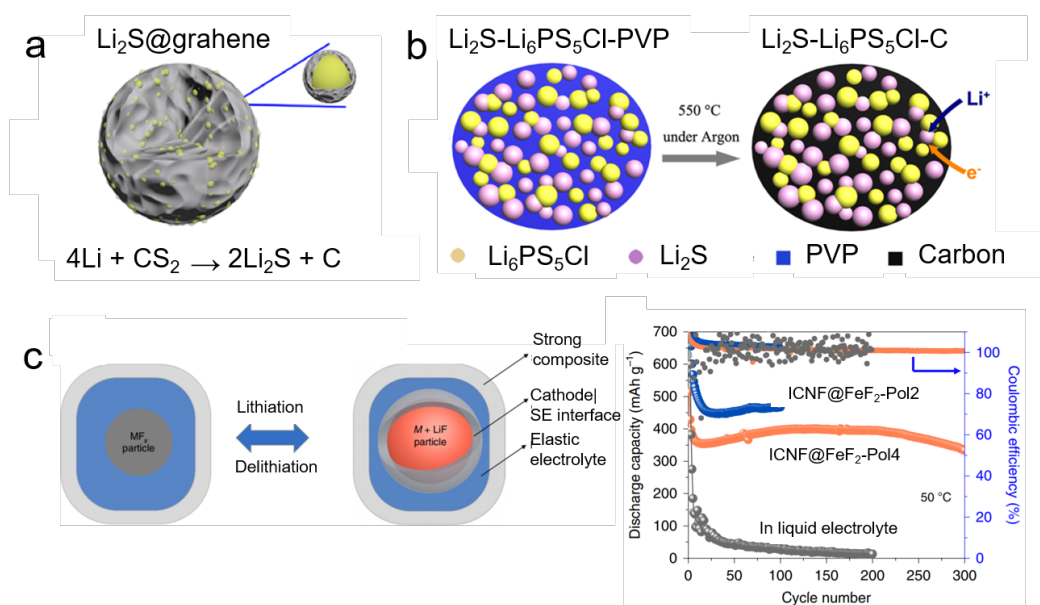 a
Li₂S@grahene
4Li + CS₂ → 2Li₂S + C
b
Li₂S-Li₆PS₅Cl-PVP
Li₂S-Li₆PS₅Cl-C
550 °C
under Argon
Li⁺
e⁻
Li₆PS₅Cl
Li₂S
PVP
Carbon
c
MFₓ
particle
Lithiation
Delithiation
M + LiF
particle
Strong
composite
Cathode|
SE interface
Elastic
electrolyte
Discharge capacity (mAh g⁻¹)
700
600
500
400
300
200
100
0
ICNF@FeF₂-Pol2
ICNF@FeF₂-Pol4
50 °C
In liquid electrolyte
100
80
60
40
20
0
Coulombic efficiency (%)
0
50
100
150
200
250
300
Cycle number